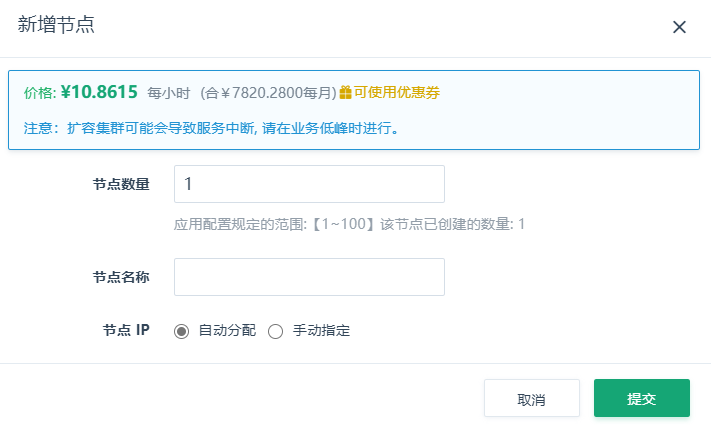 新增节点
价格: ¥10.8615 每小时 (合￥7820.2800每月) 可使用优惠券
注意：扩容集群可能会导致服务中断, 请在业务低峰时进行。
节点数量 1
应用配置规定的范围:【1~100】该节点已创建的数量: 1
节点名称
节点 IP 自动分配 手动指定
取消 提交